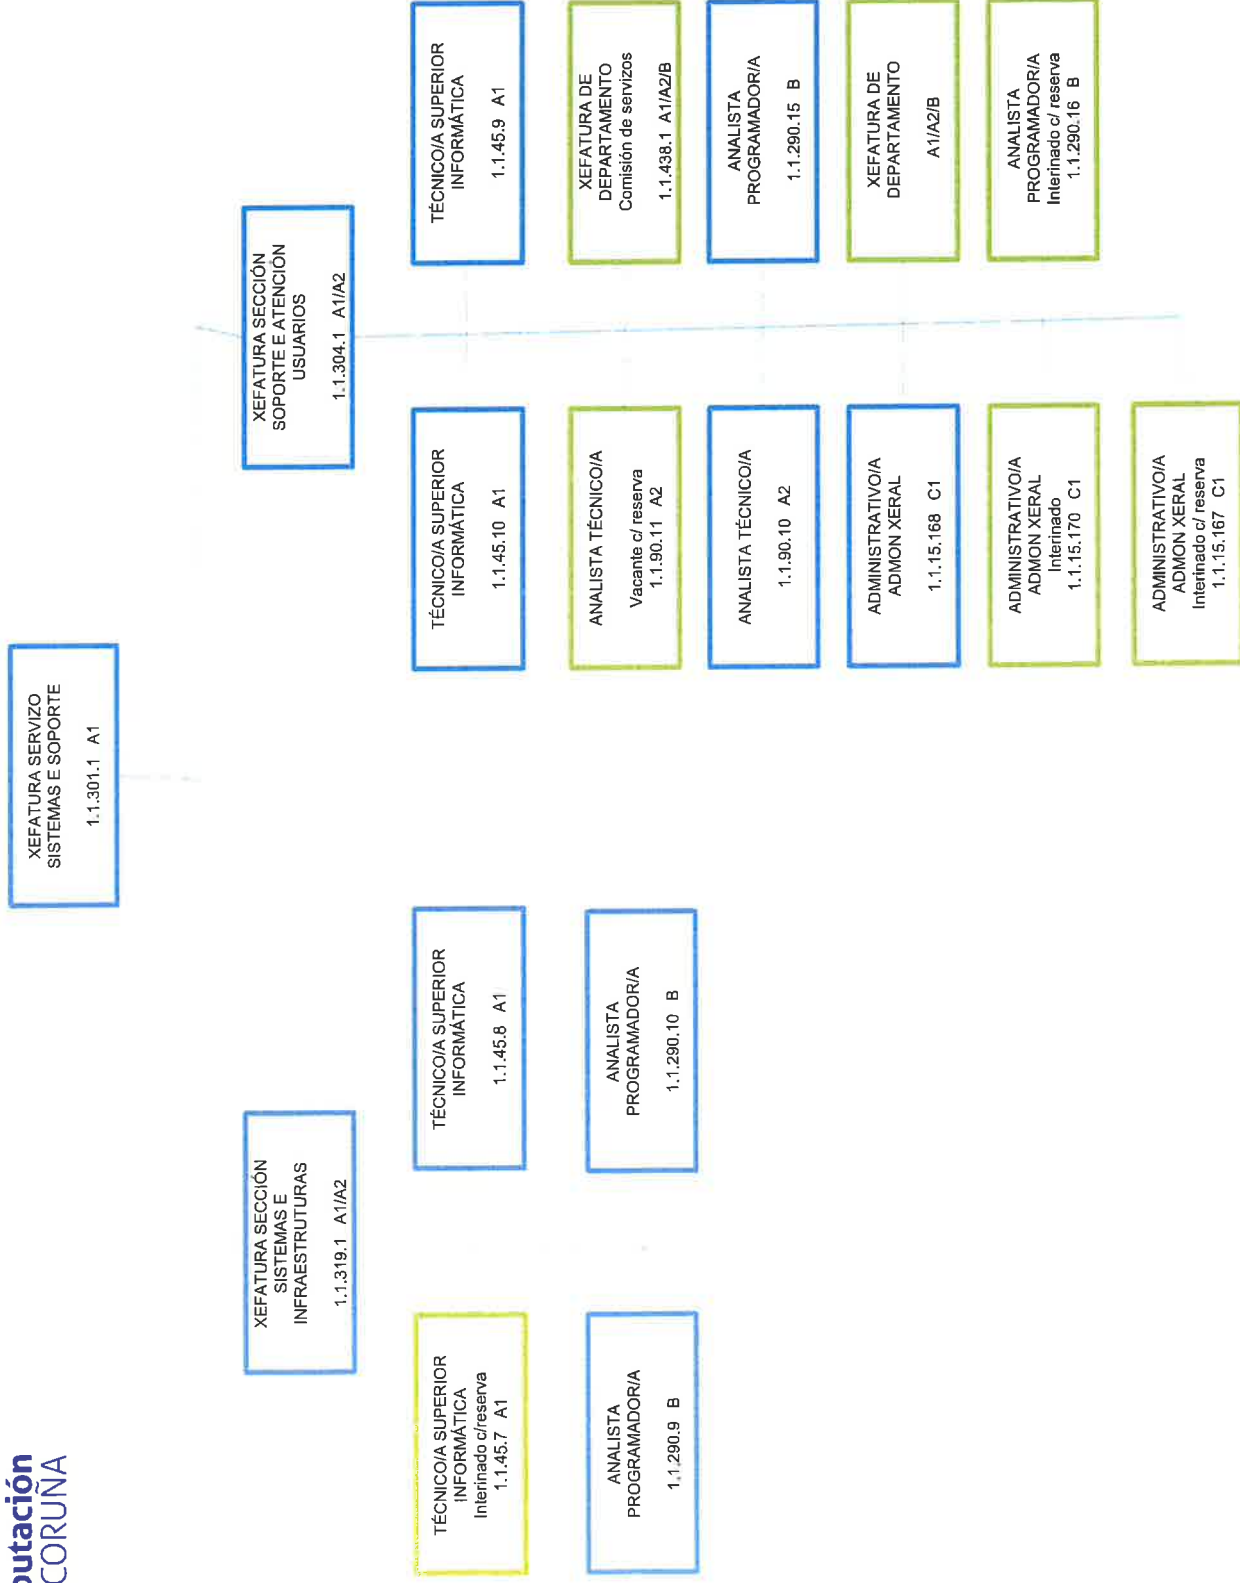 putación
CORUÑA
XEFATURA SERVIZO
SISTEMAS E SOPORTE
1.1.301.1 A1
XEFATURA SECCIÓN
SISTEMAS E
INFRAESTRUTURAS
1.1.319.1 A1/A2
XEFATURA SECCIÓN
SOPORTE E ATENCIÓN
USUARIOS
1.1.304.1 A1/A2
TÉCNICO/A SUPERIOR
INFORMÁTICA
Interinado c/reserva
1.1.45.7 A1
TÉCNICO/A SUPERIOR
INFORMÁTICA
1.1.45.8 A1
TÉCNICO/A SUPERIOR
INFORMÁTICA
1.1.45.10 A1
TÉCNICO/A SUPERIOR
INFORMÁTICA
1.1.45.9 A1
ANALISTA
PROGRAMADOR/A
1.1.290.9 B
ANALISTA
PROGRAMADOR/A
1.1.290.10 B
ANALISTA TÉCNICO/A
Vacante c/ reserva
1.1.90.11 A2
XEFATURA DE
DEPARTAMENTO
Comisión de servizos
1.1.438.1 A1/A2/B
ANALISTA TÉCNICO/A
1.1.90.10 A2
ANALISTA
PROGRAMADOR/A
1.1.290.15 B
ADMINISTRATIVO/A
ADMON XERAL
1.1.15.168 C1
XEFATURA DE
DEPARTAMENTO
A1/A2/B
ADMINISTRATIVO/A
ADMON XERAL
Interinado
1.1.15.170 C1
ANALISTA
PROGRAMADOR/A
Interinado c/ reserva
1.1.290.16 B
ADMINISTRATIVO/A
ADMON XERAL
Interinado c/ reserva
1.1.15.167 C1